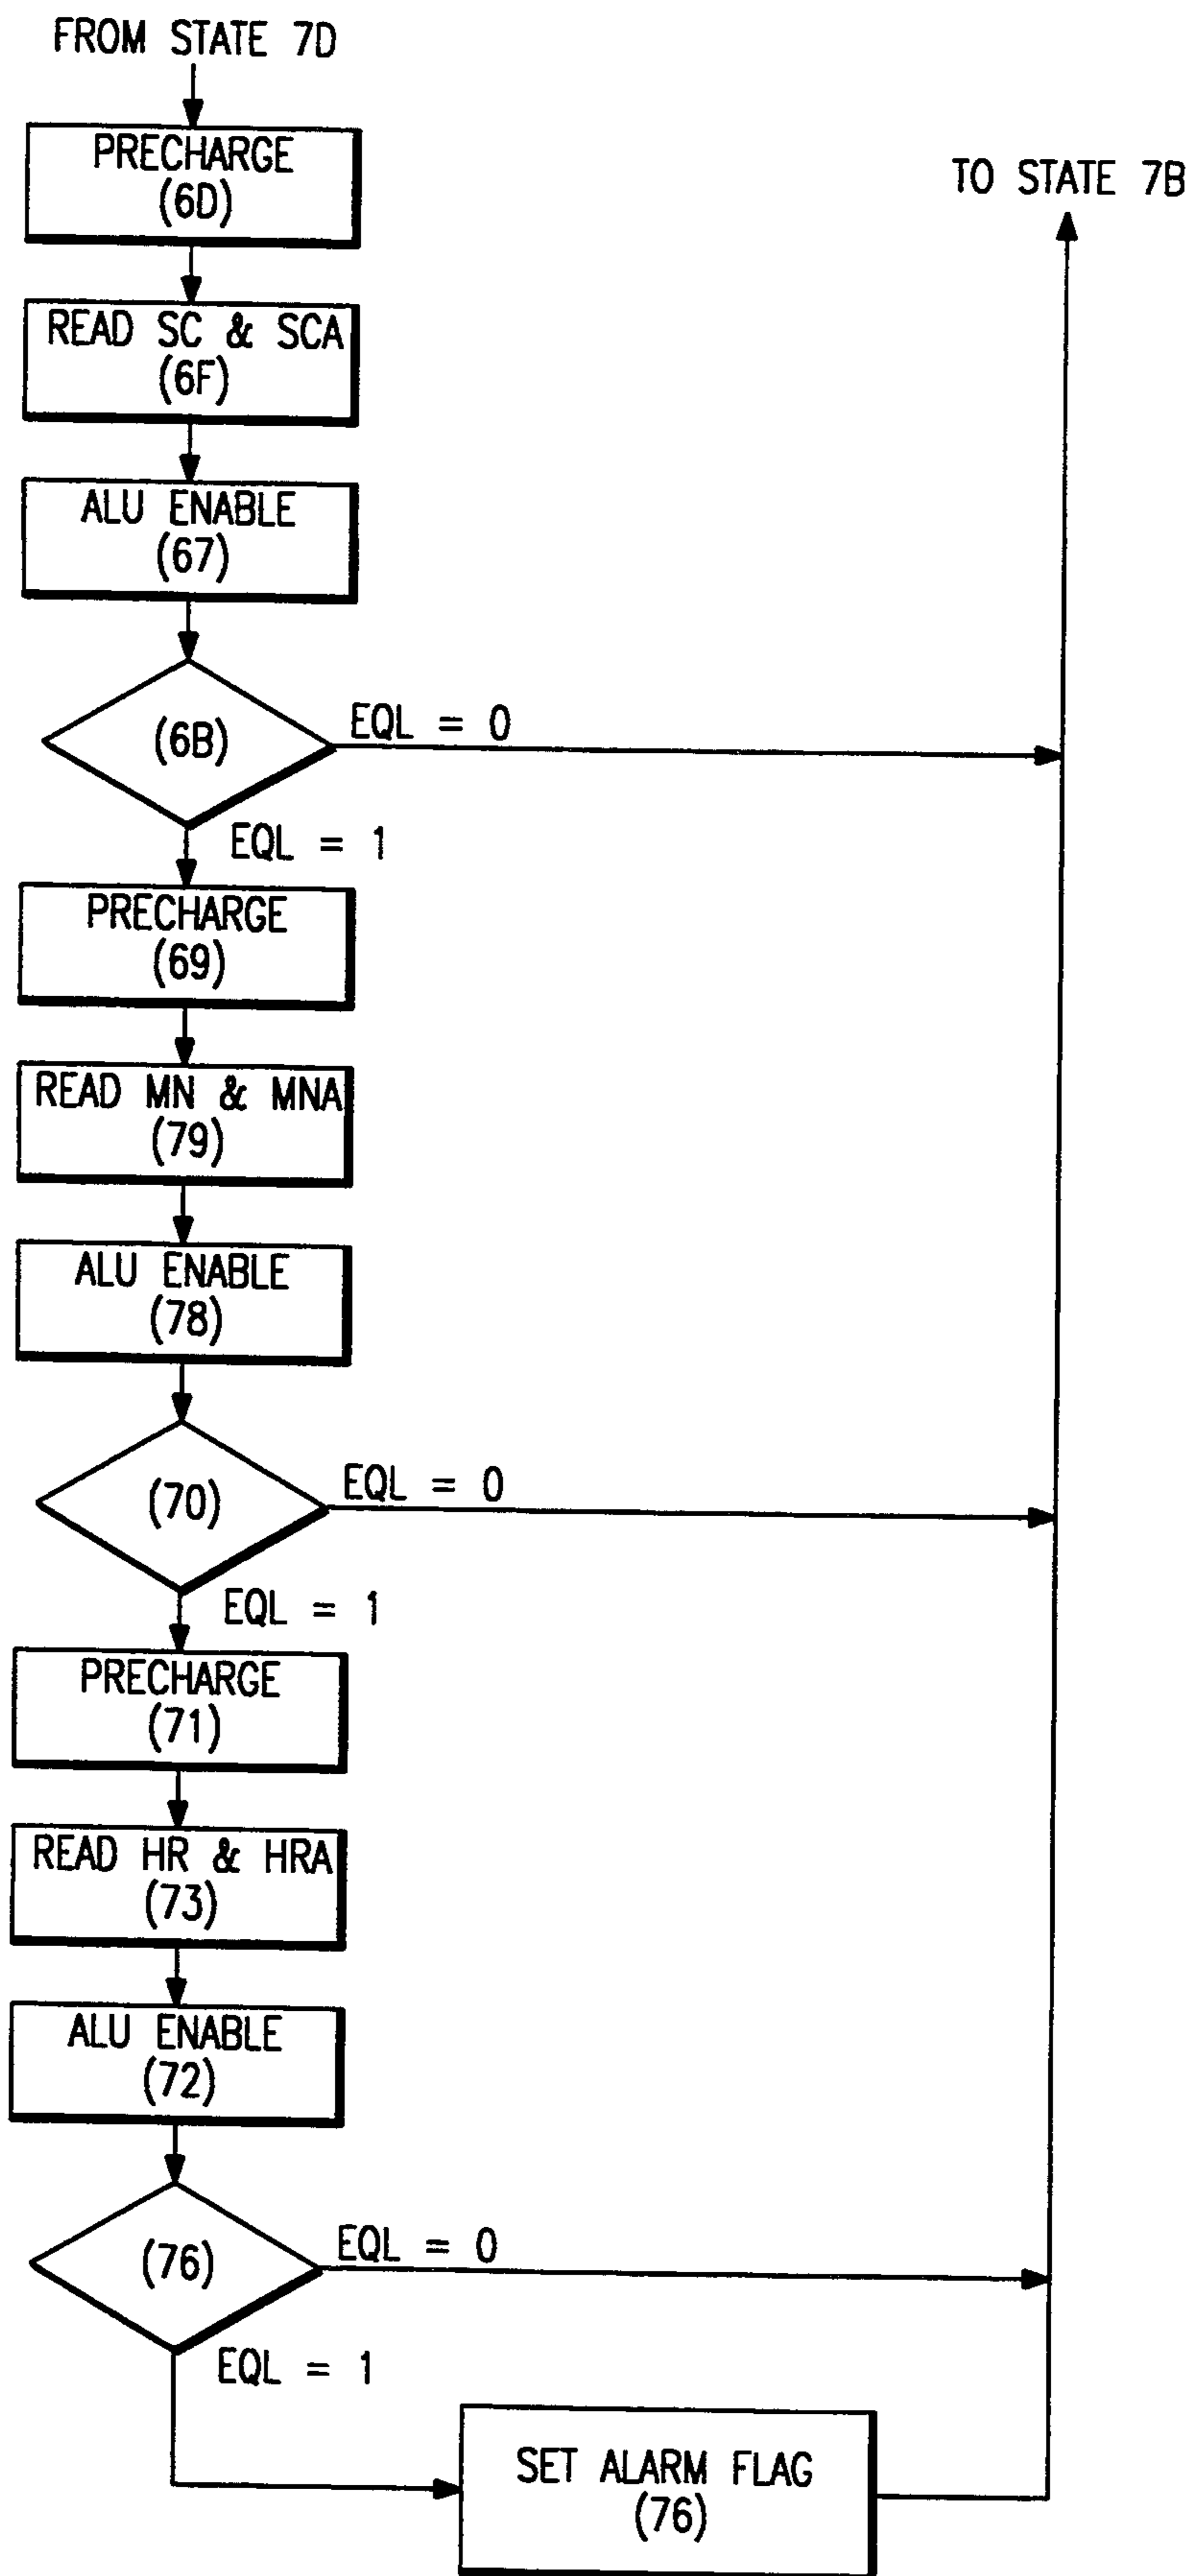 FROM STATE 7D
TO STATE 7B
PRECHARGE
(6D)
READ SC & SCA
(6F)
ALU ENABLE
(67)
(6B)
EQL = 0
EQL = 1
PRECHARGE
(69)
READ MN & MNA
(79)
ALU ENABLE
(78)
(70)
EQL = 0
EQL = 1
PRECHARGE
(71)
READ HR & HRA
(73)
ALU ENABLE
(72)
(76)
EQL = 0
EQL = 1
SET ALARM FLAG
(76)